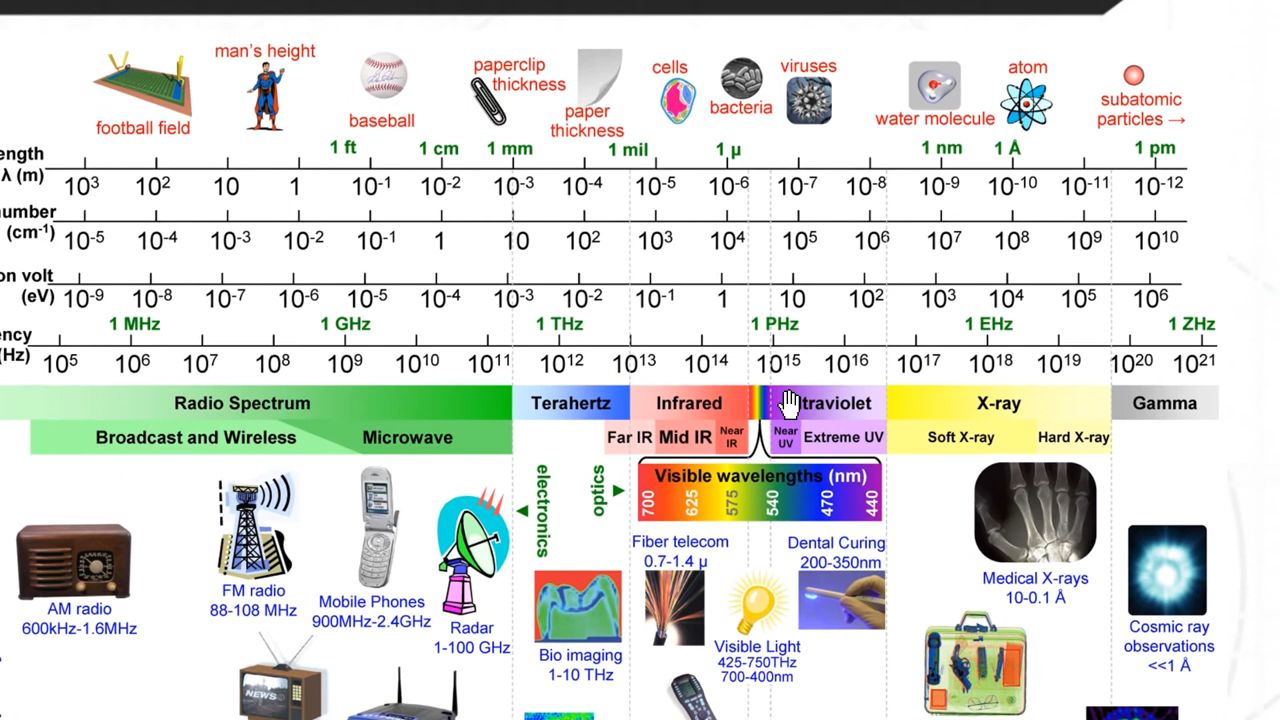 man's height
football field
baseball
paperclip
thickness
paper
thickness
cells
bacteria
viruses
water molecule
atom
subatomic
particles →
1 ft 1 cm 1 mm 1 mil 1 µ 1 nm 1 Å 1 pm
ength
λ (m)
10³ 10² 10 1 10⁻¹ 10⁻² 10⁻³ 10⁻⁴ 10⁻⁵ 10⁻⁶ 10⁻⁷ 10⁻⁸ 10⁻⁹ 10⁻¹⁰ 10⁻¹¹ 10⁻¹²
number
(cm⁻¹)
10⁻⁵ 10⁻⁴ 10⁻³ 10⁻² 10⁻¹ 1 10 10² 10³ 10⁴ 10⁵ 10⁶ 10⁷ 10⁸ 10⁹ 10¹⁰
on volt
(eV)
10⁻⁹ 10⁻⁸ 10⁻⁷ 10⁻⁶ 10⁻⁵ 10⁻⁴ 10⁻³ 10⁻² 10⁻¹ 1 10 10² 10³ 10⁴ 10⁵ 10⁶
1 MHz 1 GHz 1 THz 1 PHz 1 EHz 1 ZHz
ency
(Hz)
10⁵ 10⁶ 10⁷ 10⁸ 10⁹ 10¹⁰ 10¹¹ 10¹² 10¹³ 10¹⁴ 10¹⁵ 10¹⁶ 10¹⁷ 10¹⁸ 10¹⁹ 10²⁰ 10²¹
Radio Spectrum Terahertz Infrared traviolet X-ray Gamma
Broadcast and Wireless Microwave Far IR Mid IR Near IR Near UV Extreme UV Soft X-ray Hard X-ray
electronics
optics
Visible wavelengths (nm)
700 625 575 540 470 440
AM radio
600kHz-1.6MHz
FM radio
88-108 MHz
Mobile Phones
900MHz-2.4GHz
Radar
1-100 GHz
Bio imaging
1-10 THz
Fiber telecom
0.7-1.4 µ
Visible Light
425-750THz
700-400nm
Dental Curing
200-350nm
Medical X-rays
10-0.1 Å
Cosmic ray
observations
<<1 Å
NEWS